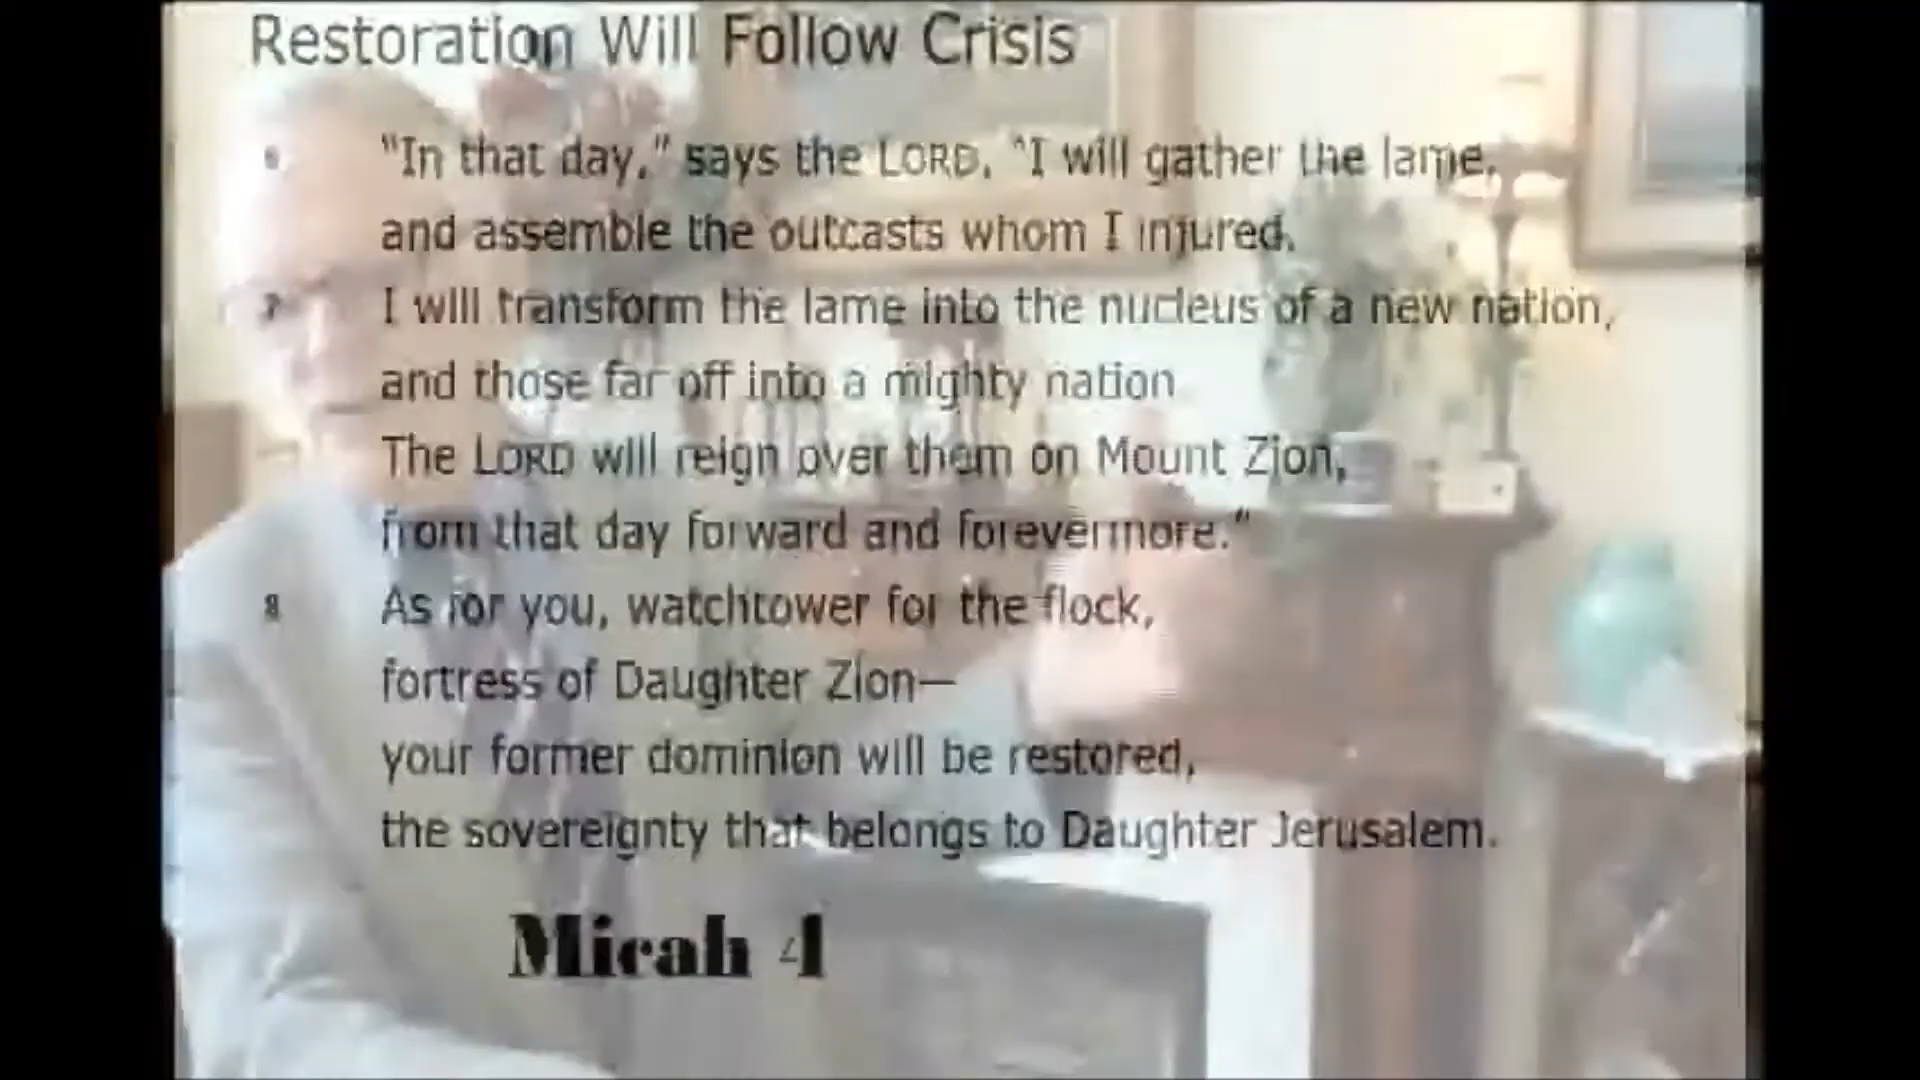 Restoration Will Follow Crisis
6 "In that day," says the LORD, "I will gather the lame,
and assemble the outcasts whom I injured.
7 I will transform the lame into the nucleus of a new nation,
and those far off into a mighty nation.
The LORD will reign over them on Mount Zion,
from that day forward and forevermore."
8 As for you, watchtower for the flock,
fortress of Daughter Zion—
your former dominion will be restored,
the sovereignty that belongs to Daughter Jerusalem.
Micah 4